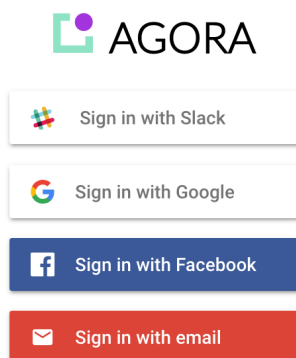 AGORA
Sign in with Slack
Sign in with Google
Sign in with Facebook
Sign in with email